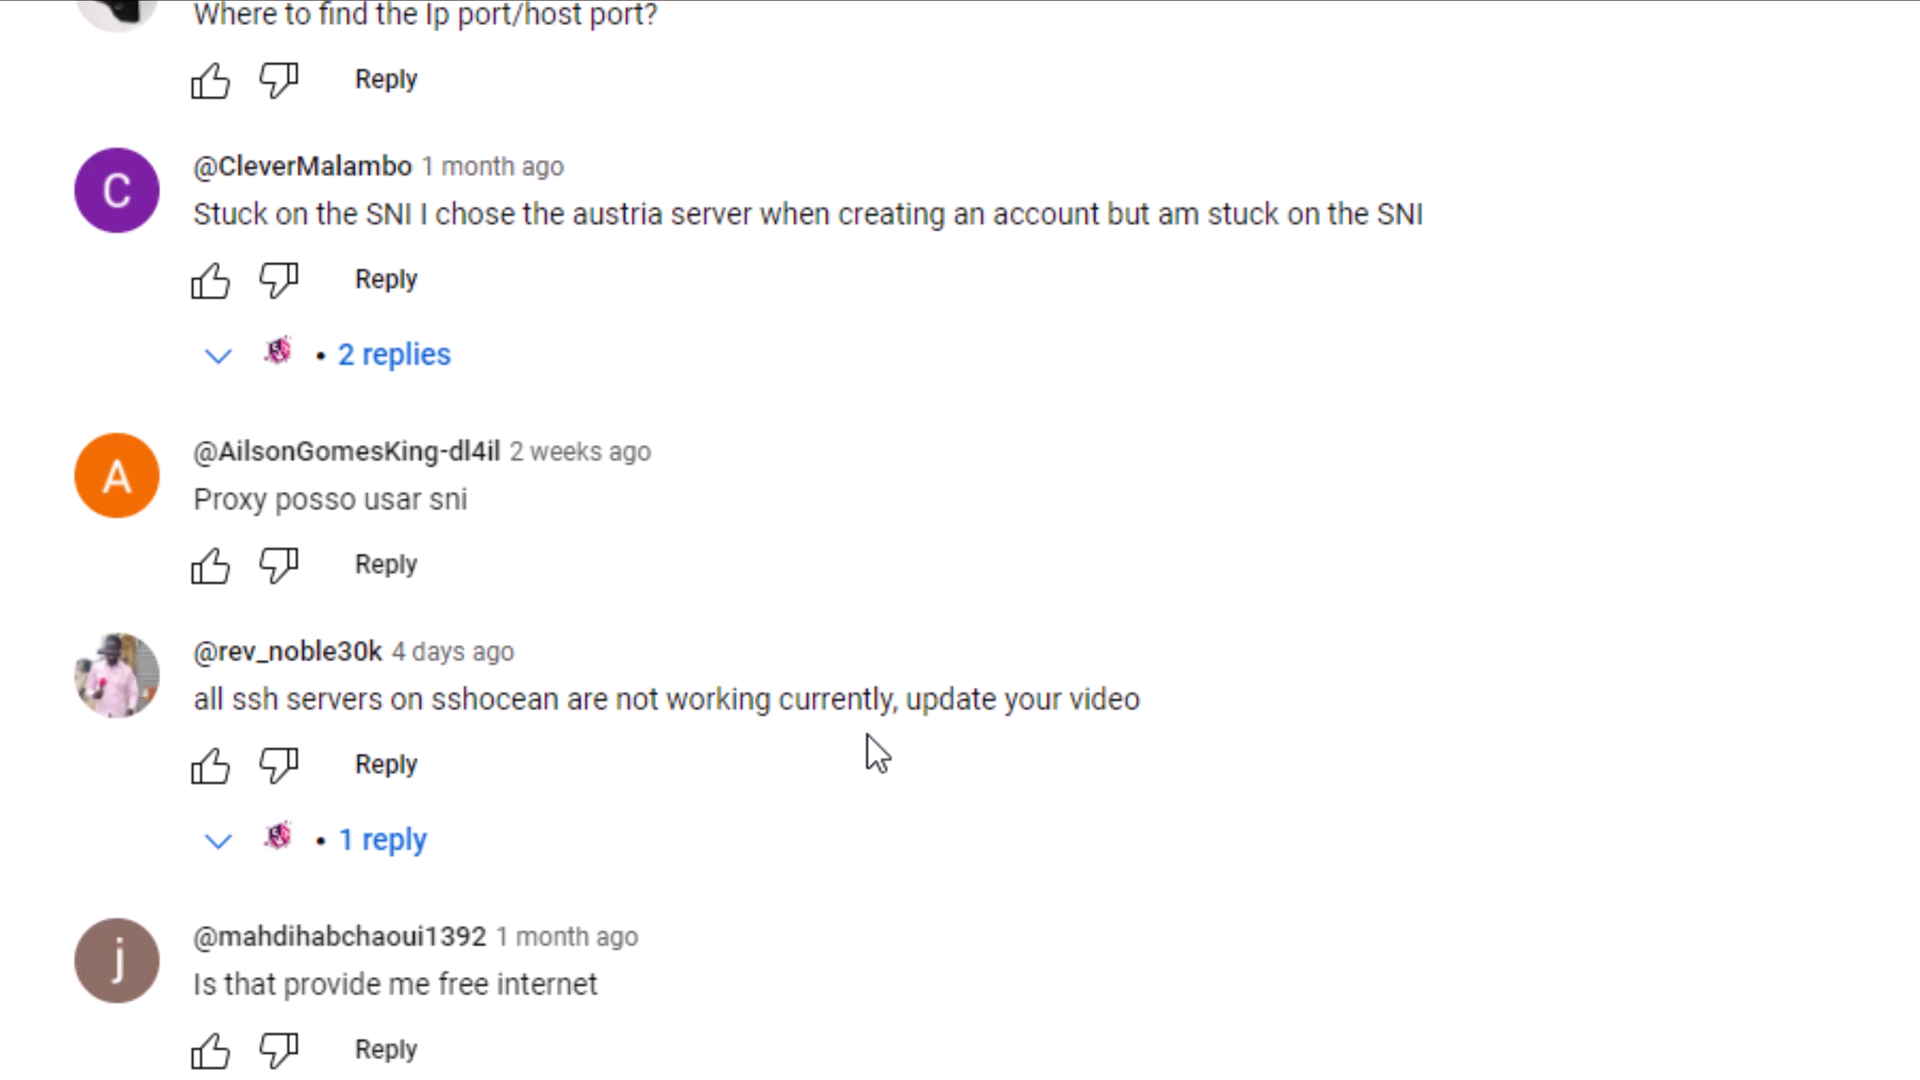 Where to find the Ip port/host port?
Reply
C
@CleverMalambo 1 month ago
Stuck on the SNI I chose the austria server when creating an account but am stuck on the SNI
Reply
• 2 replies
A
@AilsonGomesKing-dl4il 2 weeks ago
Proxy posso usar sni
Reply
@rev_noble30k 4 days ago
all ssh servers on sshocean are not working currently, update your video
Reply
• 1 reply
j
@mahdihabchaoui1392 1 month ago
Is that provide me free internet
Reply